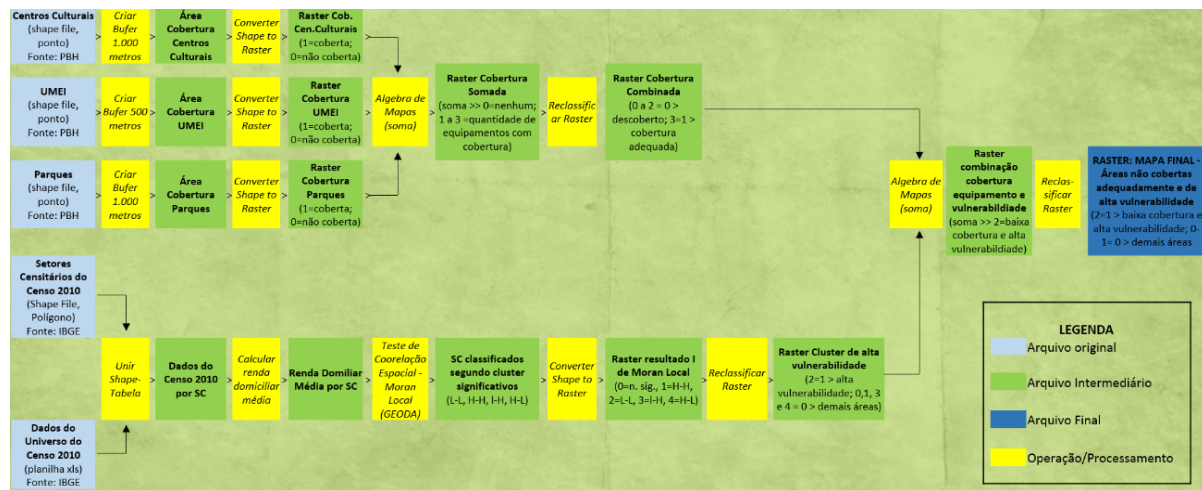 Centros Culturais
(shape file,
ponto)
Fonte: PBH
>
Criar
Bufer
1.000
metros
>
Área
Cobertura
Centros
Culturais
>
Converter
Shape to
Raster
>
Raster Cob.
Cen.Culturais
(1=coberta;
0=não coberta)
UMEI
(shape file,
ponto)
Fonte: PBH
>
Criar
Bufer 500
metros
>
Área
Cobertura
UMEI
>
Converter
Shape to
Raster
>
Raster
Cobertura
UMEI
(1=coberta;
0=não coberta)
>
Algebra de
Mapas
(soma)
>
Raster Cobertura
Somada
(soma >> 0=nenhum;
1 a 3 =quantidade de
equipamentos com
cobertura)
>
Reclassific
ar Raster
>
Raster Cobertura
Combinada
(0 a 2 = 0 >
descoberto; 3=1 >
cobertura
adequada)
Parques
(shape file,
ponto)
Fonte: PBH
>
Criar
Bufer
1.000
metros
>
Área
Cobertura
Parques
>
Converter
Shape to
Raster
>
Raster
Cobertura
Parques
(1=coberta;
0=não coberta)
Algebra de
Mapas
(soma)
>
Raster
combinação
cobertura
equipamento e
vulnerabildiade
(soma >> 2=baixa
cobertura e alta
vulnerabildiade)
>
Reclas-
sificar
Raster
>
RASTER: MAPA FINAL -
Áreas não cobertas
adequadamente e de
alta vulnerabilidade
(2=1 > baixa cobertura e
alta vulnerabilidade; 0-
1= 0 > demais áreas
Setores
Censitários do
Censo 2010
(Shape File,
Polígono)
Fonte: IBGE
Unir
Shape-
Tabela
>
Dados do
Censo 2010
por SC
>
Calcular
renda
domiciliar
média
>
Renda Domiliar
Média por SC
>
Teste de
Coorelação
Espacial -
Moran
Local
(GEODA)
>
SC classificados
segundo cluster
significativos
(L-L, H-H, l-H, H-L)
>
Converter
Shape to
Raster
>
Raster resultado I
de Moran Local
(0=n. sig., 1=H-H,
2=L-L, 3=l-H, 4=H-L)
>
Reclassificar
Raster
>
Raster Cluster de alta
vulnerabilidade
(2=1 > alta
vulnerabilidade; 0,1, 3
e 4 = 0 > demais áreas)
Dados do
Universo do
Censo 2010
(planilha xls)
Fonte: IBGE
LEGENDA
Arquivo original
Arquivo Intermediário
Arquivo Final
Operação/Processamento